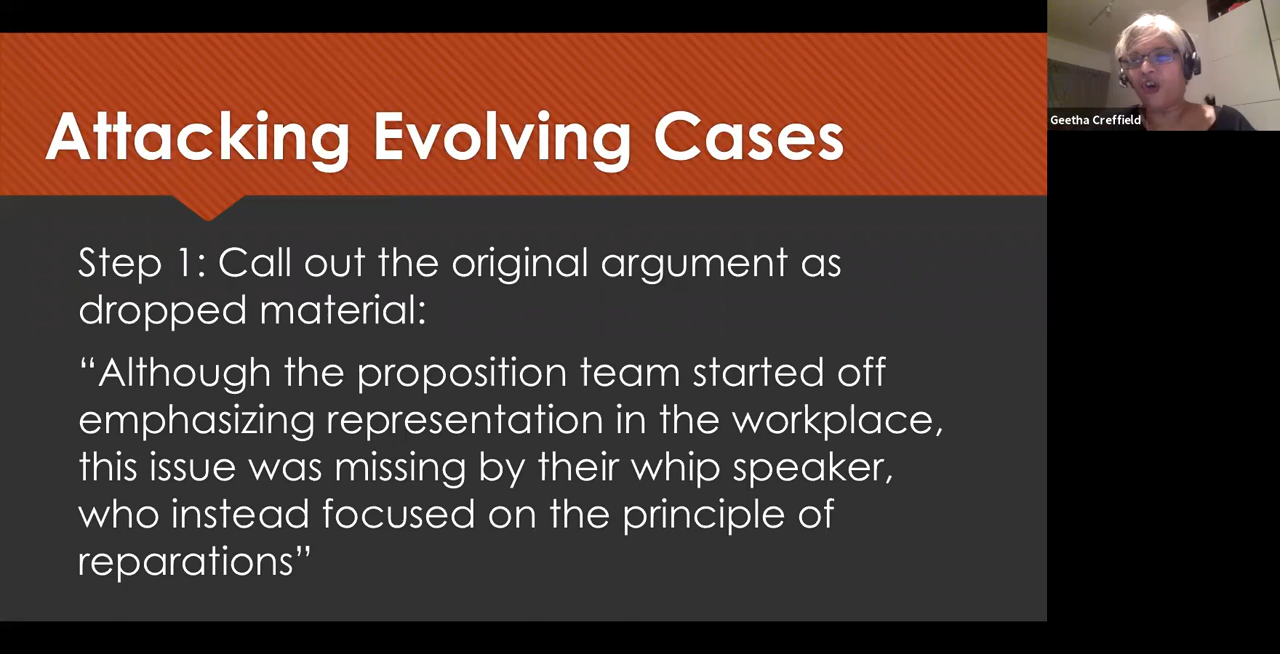 Attacking Evolving Cases
Geetha Creffield
Step 1: Call out the original argument as
dropped material:
“Although the proposition team started off
emphasizing representation in the workplace,
this issue was missing by their whip speaker,
who instead focused on the principle of
reparations”